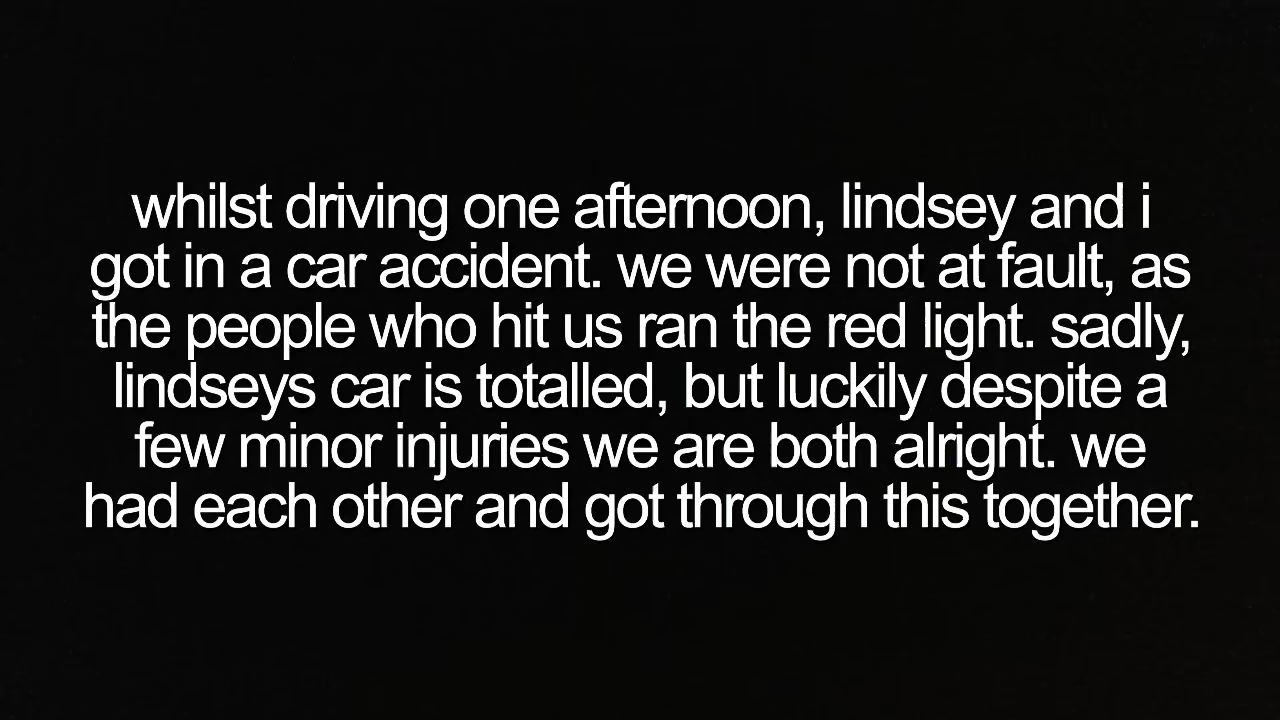 whilst driving one afternoon, lindsey and i
got in a car accident. we were not at fault, as
the people who hit us ran the red light. sadly,
lindseys car is totalled, but luckily despite a
few minor injuries we are both alright. we
had each other and got through this together.